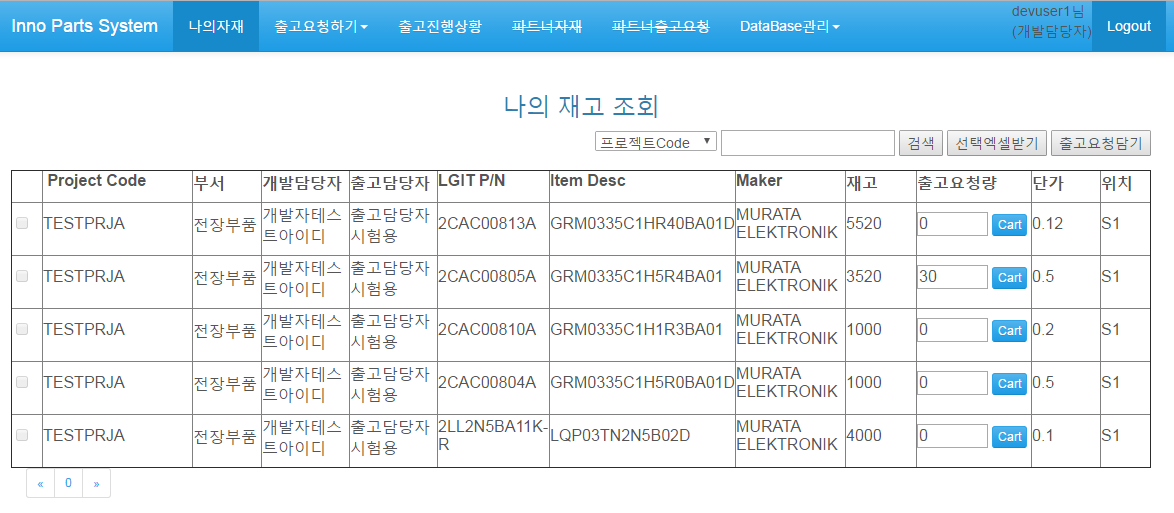 Inno Parts System 나의자재 출고요청하기 출고진행상황 파트너자재 파트너출고요청 DataBase관리 devuser1님 (개발담당자) Logout
나의 재고 조회
프로젝트Code 검색 선택엑셀받기 출고요청담기
Project Code 부서 개발담당자 출고담당자 LGIT P/N Item Desc Maker 재고 출고요청량 단가 위치
TESTPRJA 전장부품 개발자테스트아이디 출고담당자시험용 2CAC00813A GRM0335C1HR40BA01D MURATA ELEKTRONIK 5520 0 Cart 0.12 S1
TESTPRJA 전장부품 개발자테스트아이디 출고담당자시험용 2CAC00805A GRM0335C1H5R4BA01 MURATA ELEKTRONIK 3520 30 Cart 0.5 S1
TESTPRJA 전장부품 개발자테스트아이디 출고담당자시험용 2CAC00810A GRM0335C1H1R3BA01 MURATA ELEKTRONIK 1000 0 Cart 0.2 S1
TESTPRJA 전장부품 개발자테스트아이디 출고담당자시험용 2CAC00804A GRM0335C1H5R0BA01D MURATA ELEKTRONIK 1000 0 Cart 0.5 S1
TESTPRJA 전장부품 개발자테스트아이디 출고담당자시험용 2LL2N5BA11K-R LQP03TN2N5B02D MURATA ELEKTRONIK 4000 0 Cart 0.1 S1
« 0 »